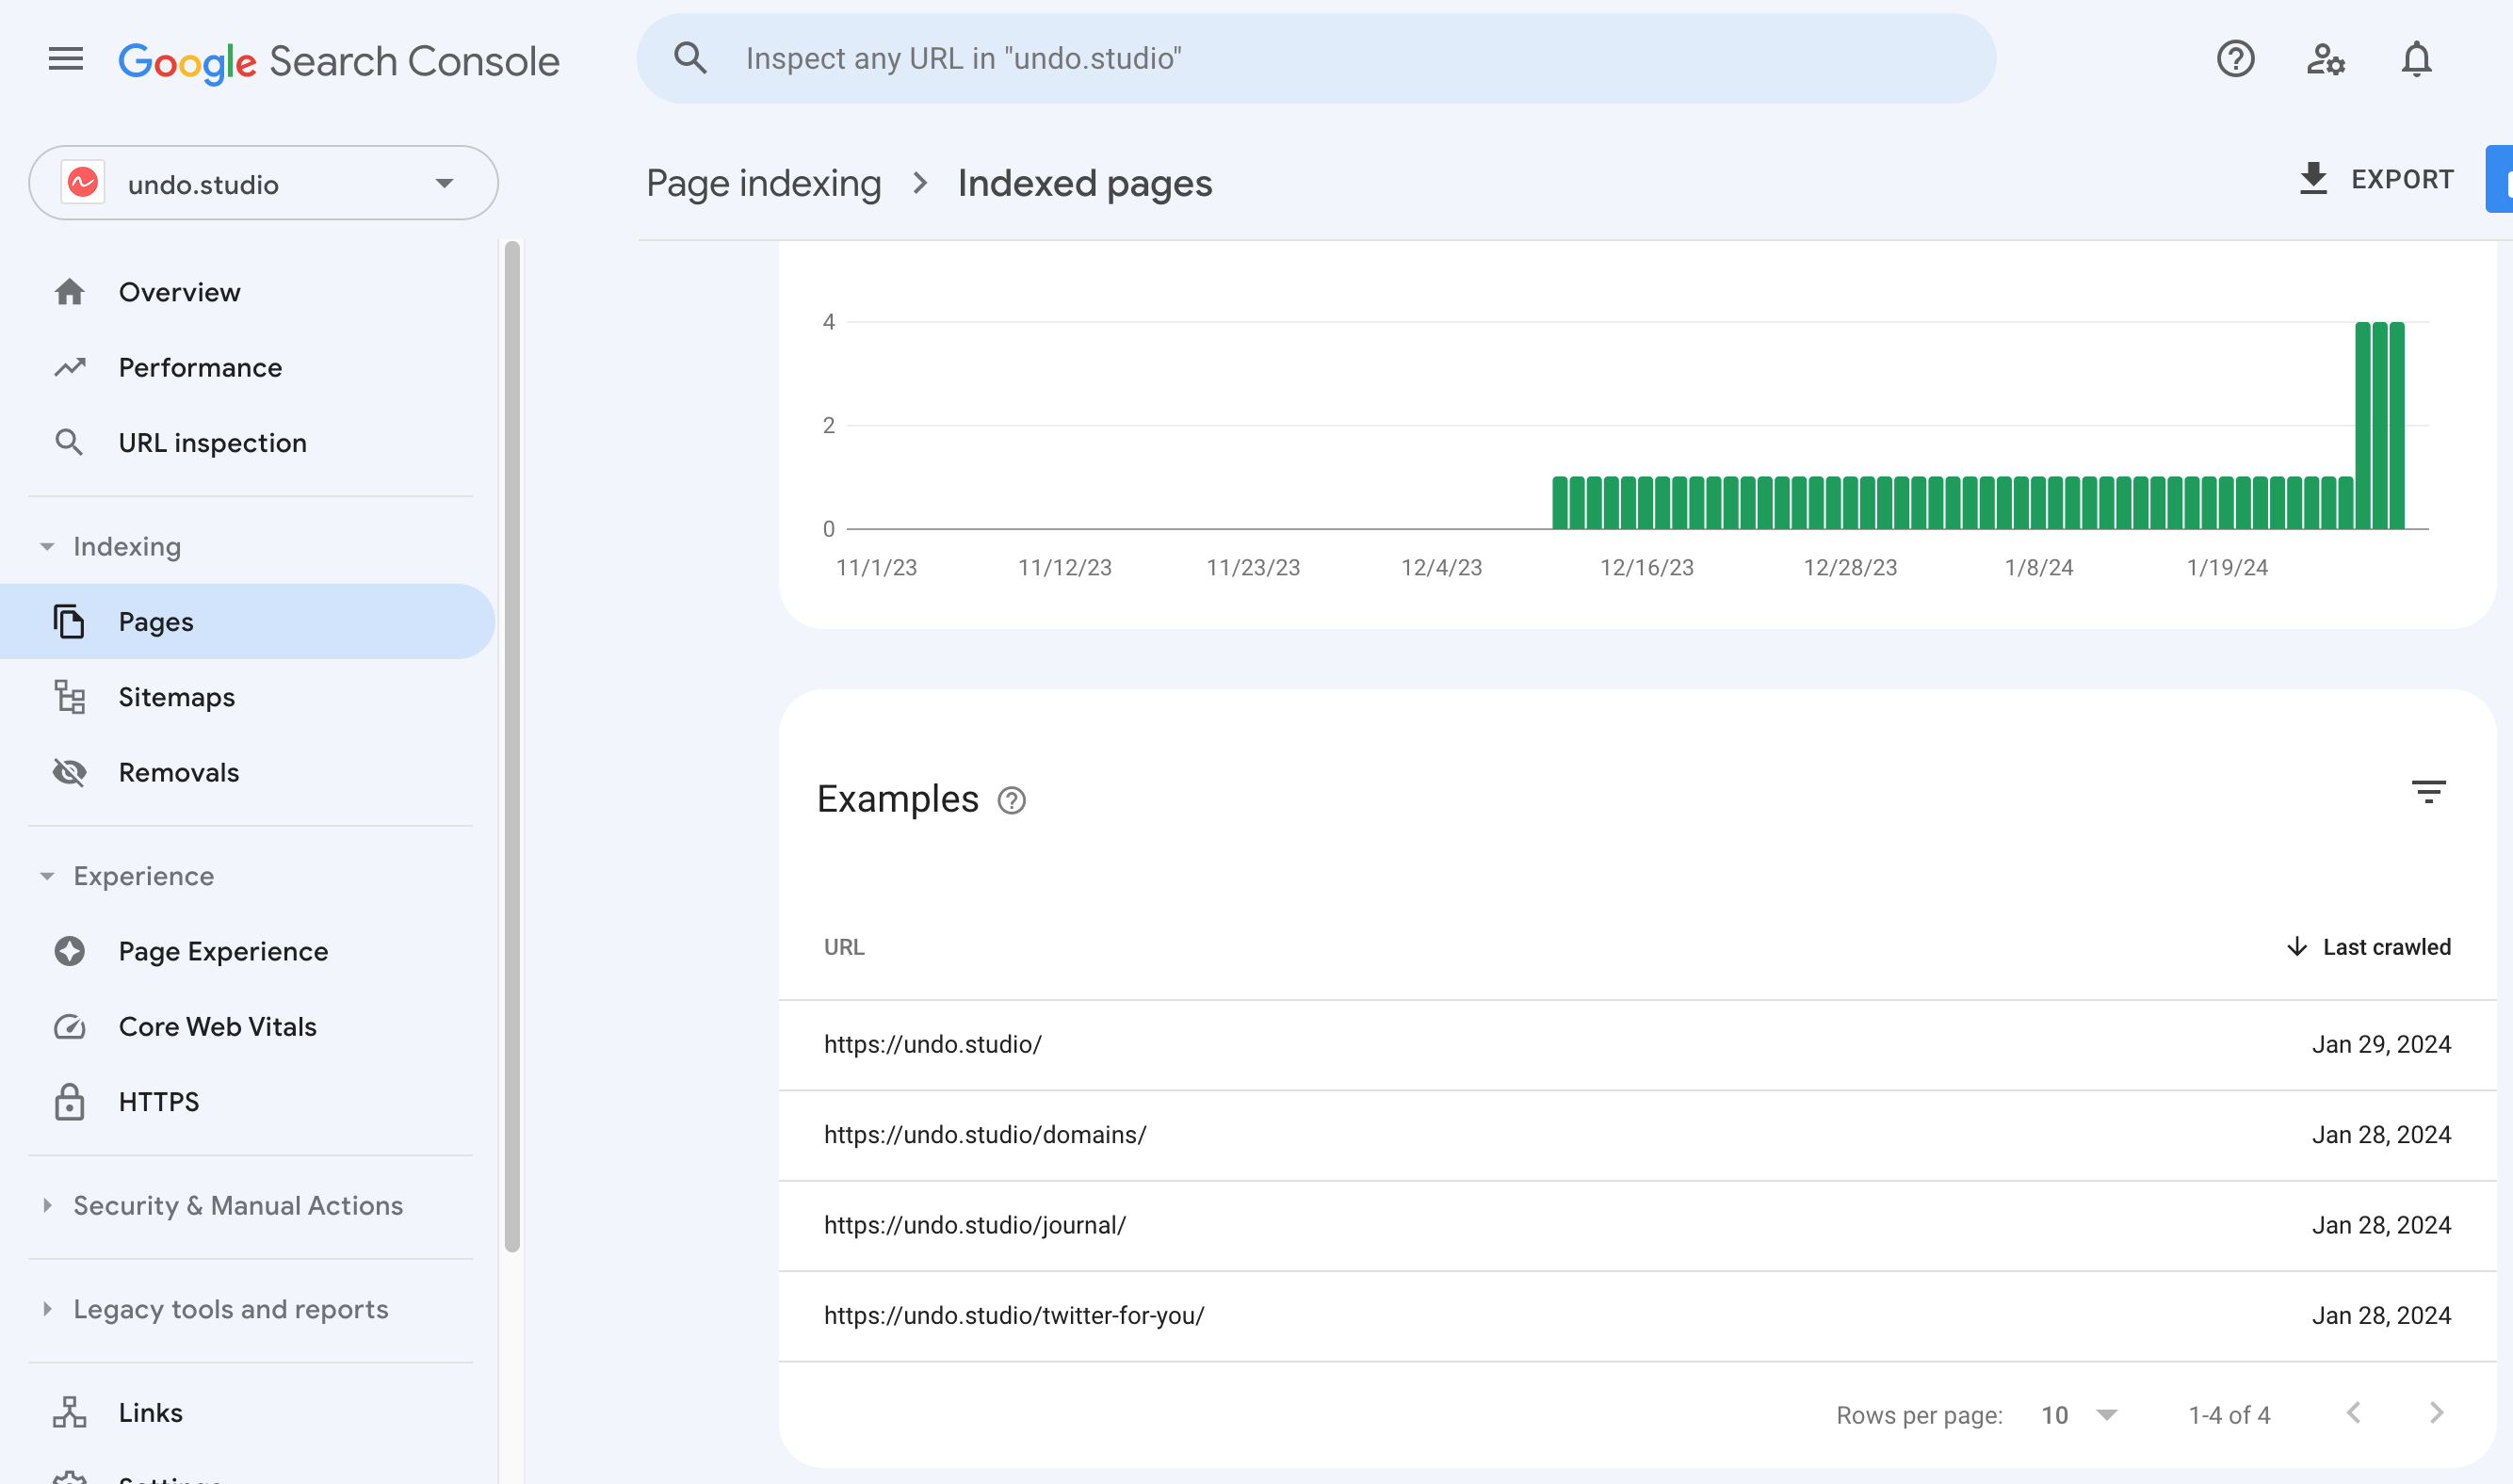 Google Search Console
Inspect any URL in "undo.studio"
undo.studio
Page indexing
Indexed pages
EXPORT
Overview
Performance
URL inspection
Indexing
Pages
Sitemaps
Removals
Experience
Page Experience
Core Web Vitals
HTTPS
Security & Manual Actions
Legacy tools and reports
Links
Settings
4
2
0
11/1/23 11/12/23 11/23/23 12/4/23 12/16/23 12/28/23 1/8/24 1/19/24
Examples
URL Last crawled
https://undo.studio/ Jan 29, 2024
https://undo.studio/domains/ Jan 28, 2024
https://undo.studio/journal/ Jan 28, 2024
https://undo.studio/twitter-for-you/ Jan 28, 2024
Rows per page: 10 1-4 of 4